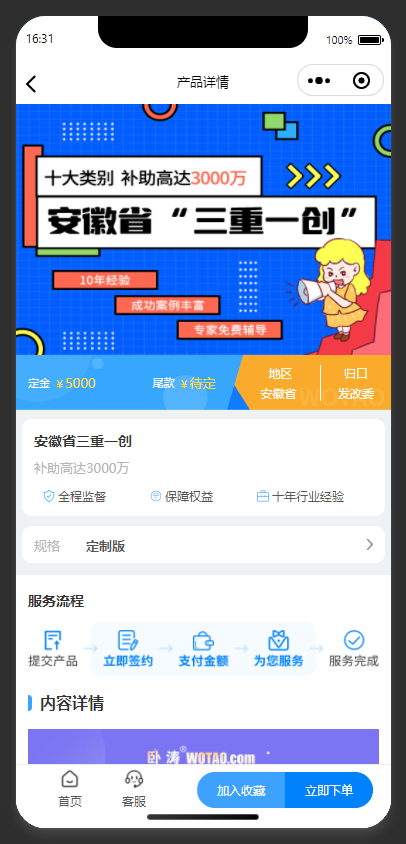 16:31
100%
产品详情
十大类别 补助高达3000万
安徽省“三重一创”
10年经验
成功案例丰富
专家免费辅导
定金 ¥5000
尾款 ¥待定
地区
安徽省
归口
发改委
WOTAO
安徽省三重一创
补助高达3000万
全程监督
保障权益
十年行业经验
规格
定制版
服务流程
提交产品
立即签约
支付金额
为您服务
服务完成
内容详情
卧涛®WOTAO.com
首页
客服
加入收藏
立即下单